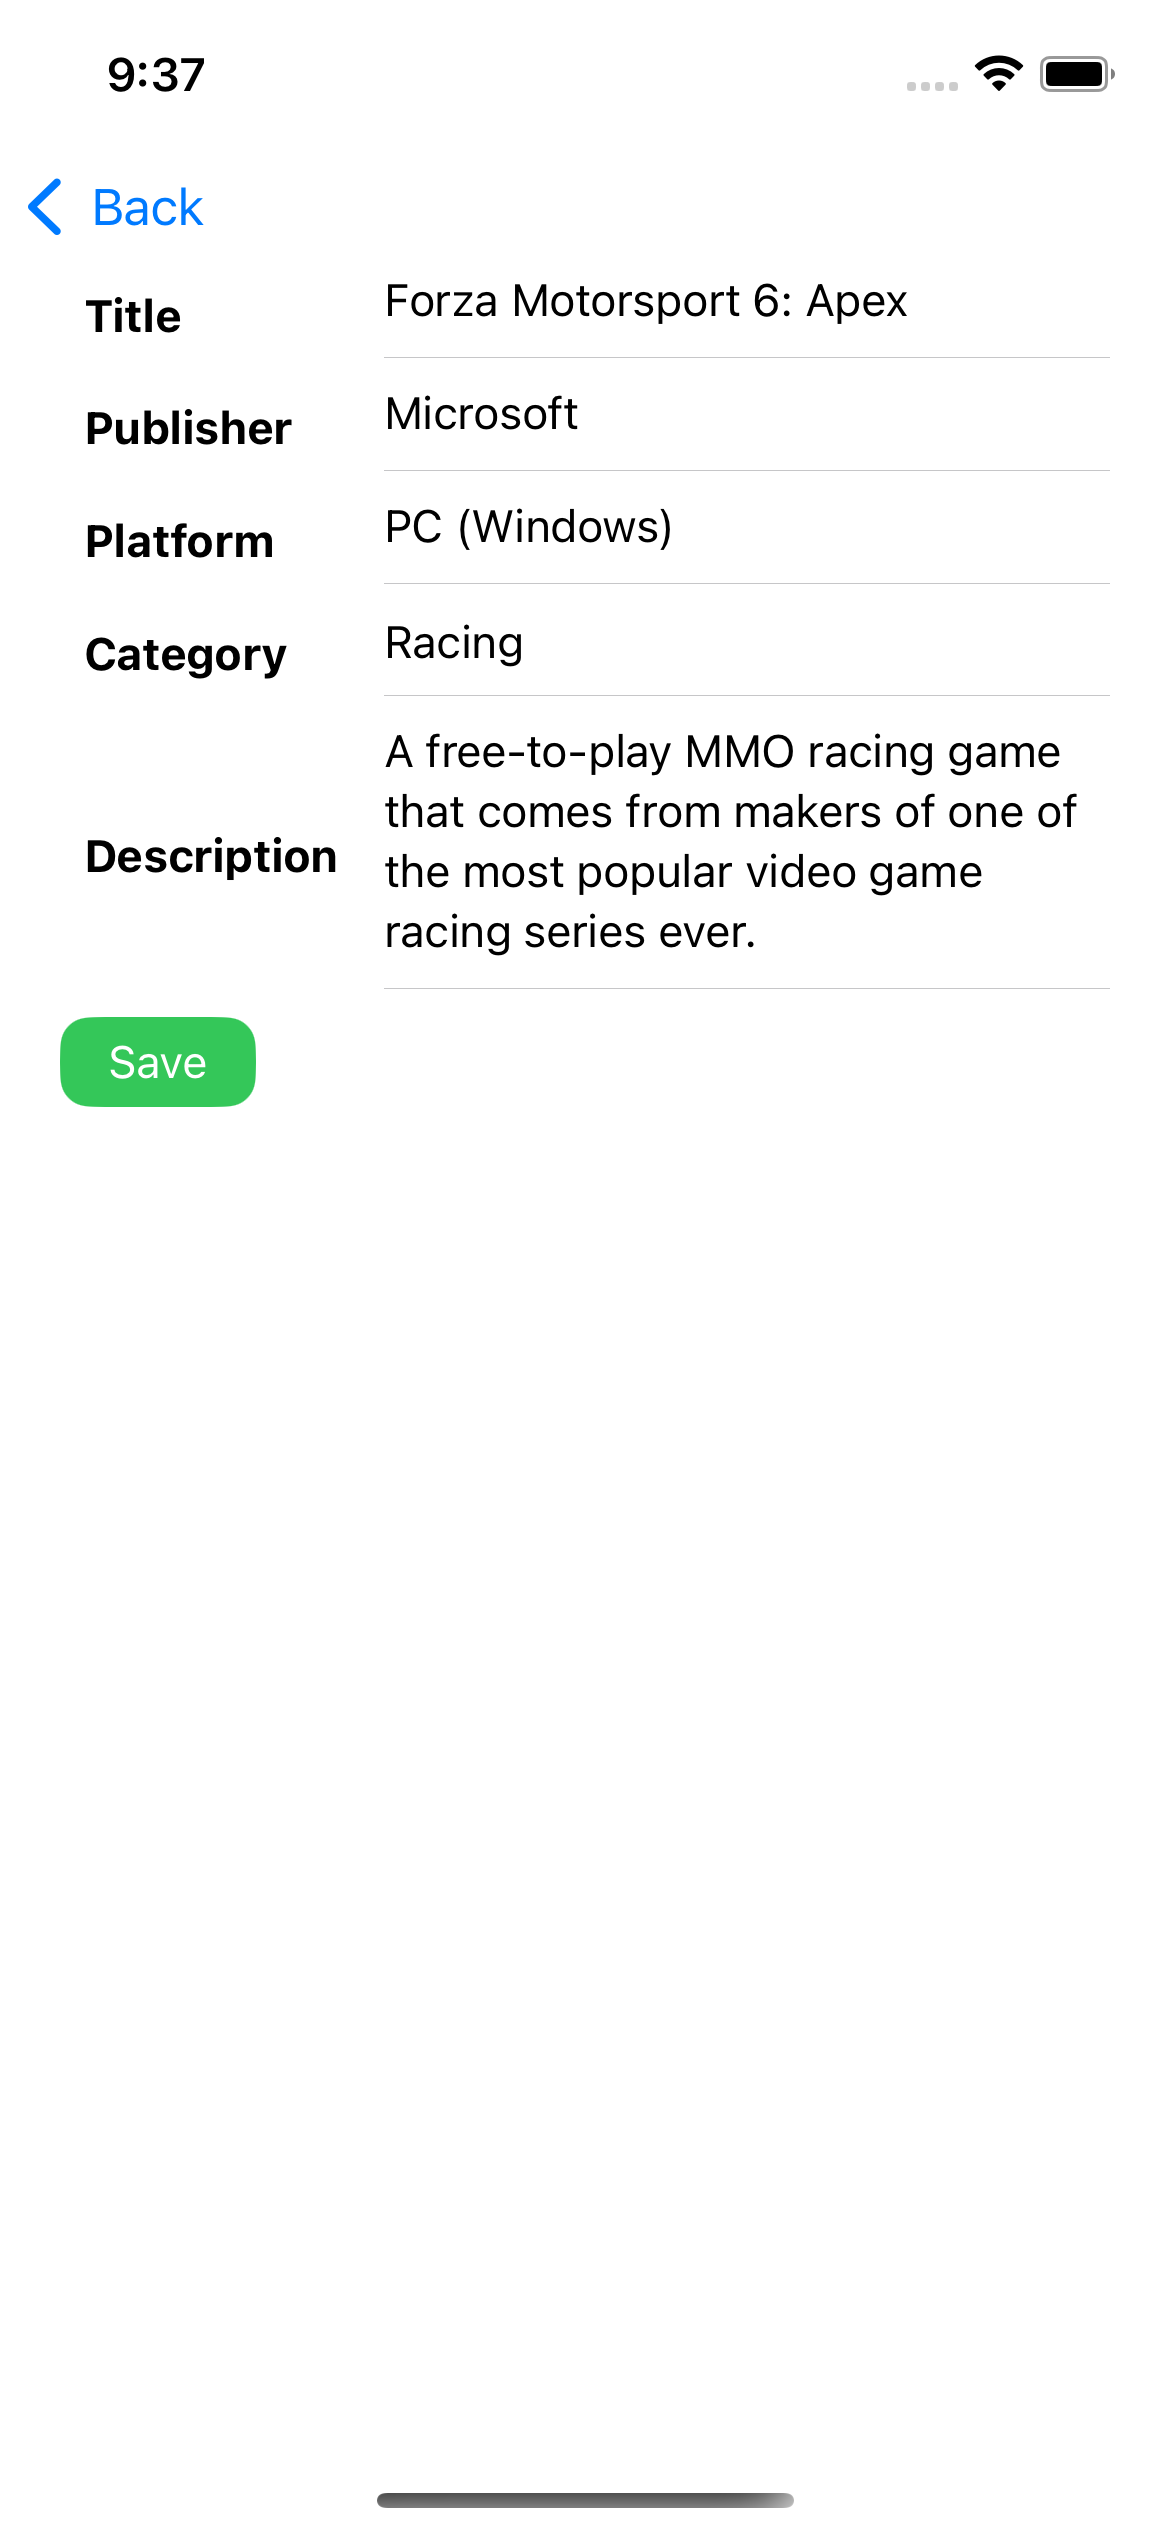 9:37
Back
Title
Forza Motorsport 6: Apex
Publisher
Microsoft
Platform
PC (Windows)
Category
Racing
Description
A free-to-play MMO racing game
that comes from makers of one of
the most popular video game
racing series ever.
Save